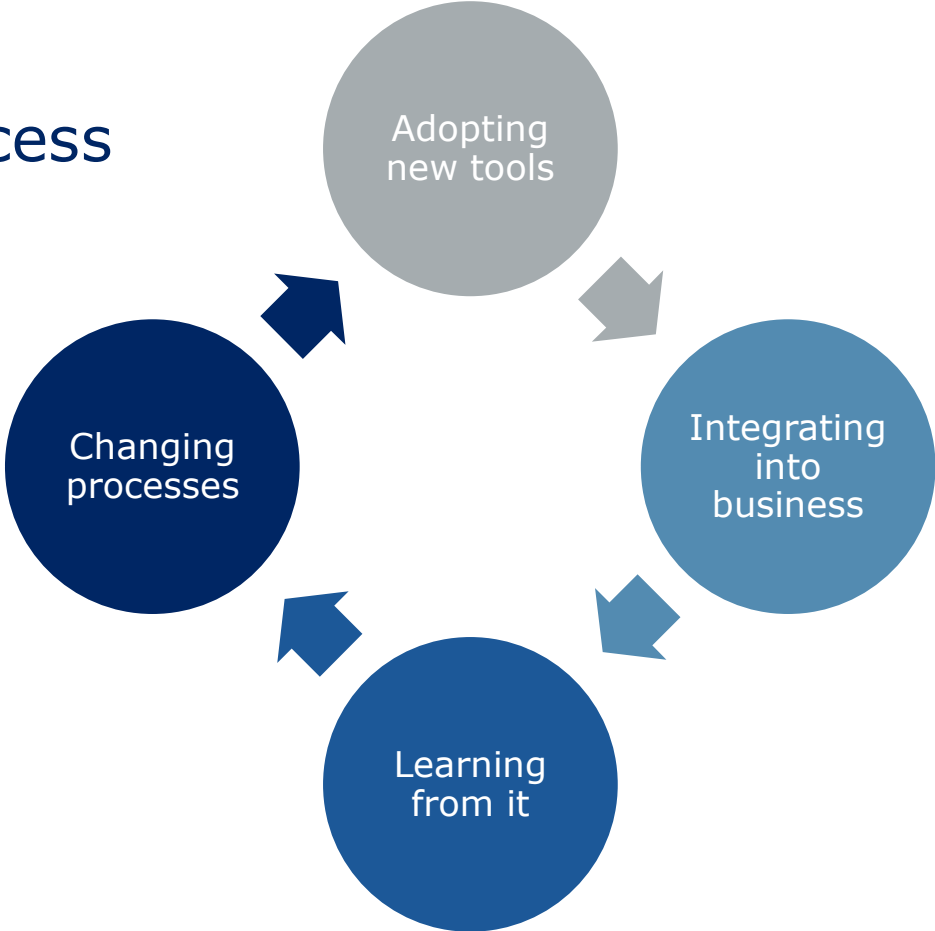 cess
Adopting
new tools
Changing
processes
Integrating
into
business
Learning
from it